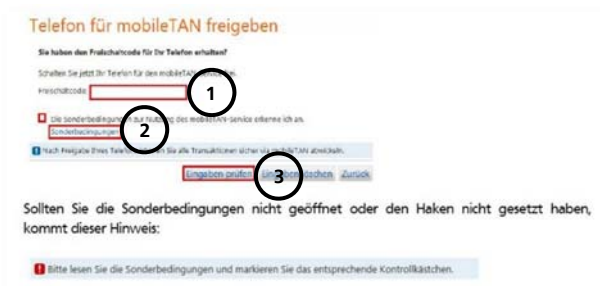 Telefon für mobileTAN freigeben
Sie haben den Freischaltcode für Ihr Telefon erhalten?
Schalten Sie jetzt Ihr Telefon für den mobileTAN-Service frei.
Freischaltcode
1
Die Sonderbedingungen zur Nutzung des mobileTAN-Service erkenne ich an.
Sonderbedingungen
2
Nach Freigabe Ihres Sie alle Transaktionen sicher via mobileTAN abwickeln.
Eingaben prüfen Zurück
3
Sollten Sie die Sonderbedingungen nicht geöffnet oder den Haken nicht gesetzt haben,
kommt dieser Hinweis:
Bitte lesen Sie die Sonderbedingungen und markieren Sie das entsprechende Kontrollkästchen.